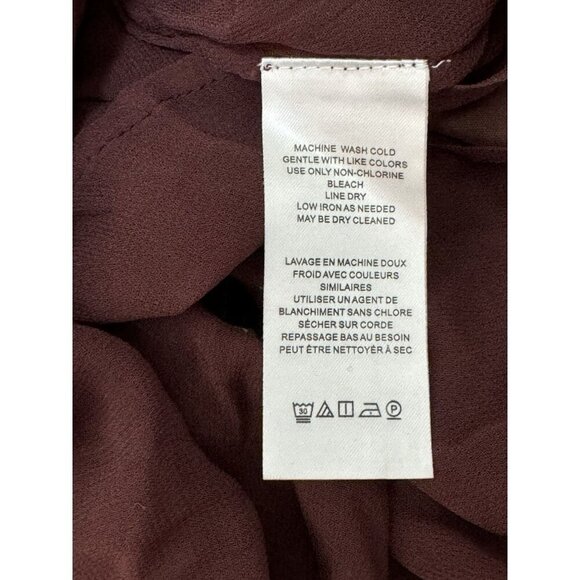 MACHINE WASH COLD
GENTLE WITH LIKE COLORS
USE ONLY NON-CHLORINE
BLEACH
LINE DRY
LOW IRON AS NEEDED
MAY BE DRY CLEANED
LAVAGE EN MACHINE DOUX
FROID AVEC COULEURS
SIMILAIRES
UTILISER UN AGENT DE
BLANCHIMENT SANS CHLORE
SÉCHER SUR CORDE
REPASSAGE BAS AU BESOIN
PEUT ÊTRE NETTOYÉR À SEC
30 P